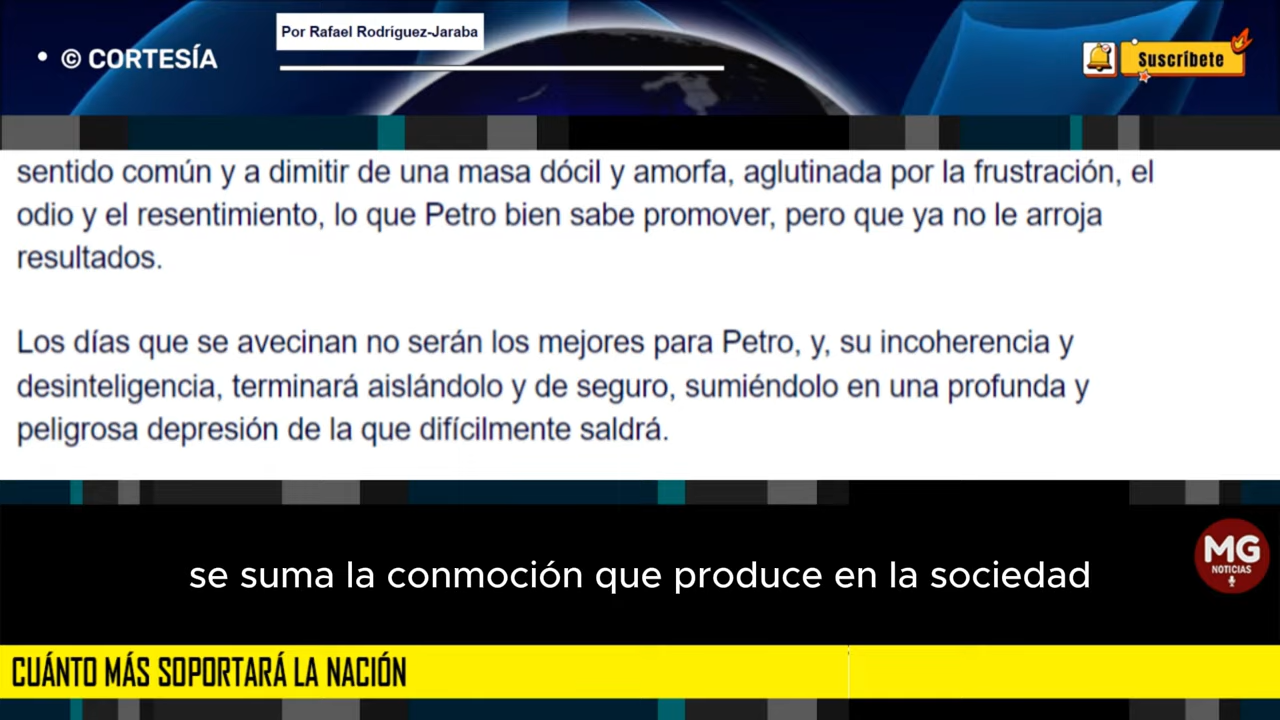 Por Rafael Rodríguez-Jaraba
• © CORTESÍA
Suscríbete
sentido común y a dimitir de una masa dócil y amorfa, aglutinada por la frustración, el
odio y el resentimiento, lo que Petro bien sabe promover, pero que ya no le arroja
resultados.
Los días que se avecinan no serán los mejores para Petro, y, su incoherencia y
desinteligencia, terminará aislándolo y de seguro, sumiéndolo en una profunda y
peligrosa depresión de la que difícilmente saldrá.
MG
NOTICIAS
se suma la conmoción que produce en la sociedad
CUÁNTO MÁS SOPORTARÁ LA NACIÓN